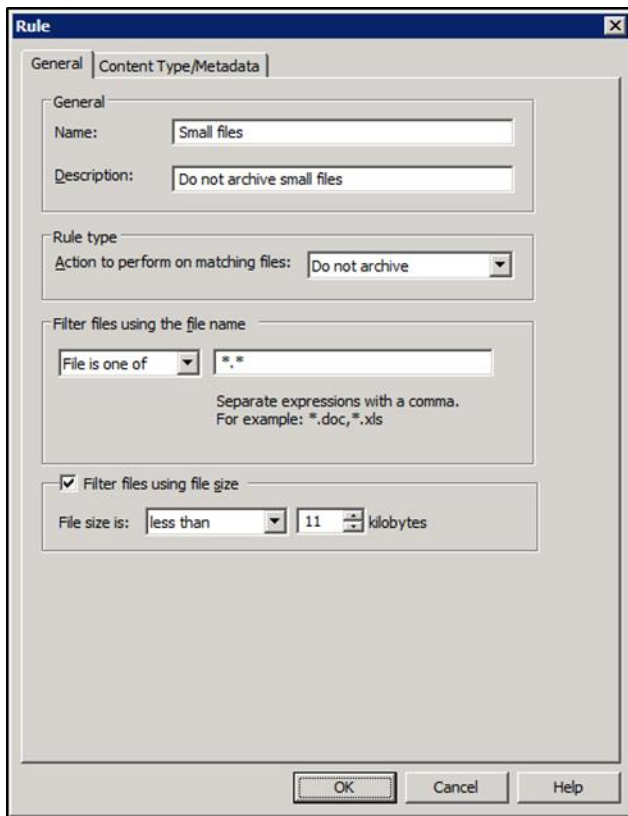 Rule
General Content Type/Metadata
General
Name: Small files
Description: Do not archive small files
Rule type
Action to perform on matching files: Do not archive
Filter files using the file name
File is one of *.*
Separate expressions with a comma.
For example: *.doc,*.xls
Filter files using file size
File size is: less than 11 kilobytes
OK Cancel Help